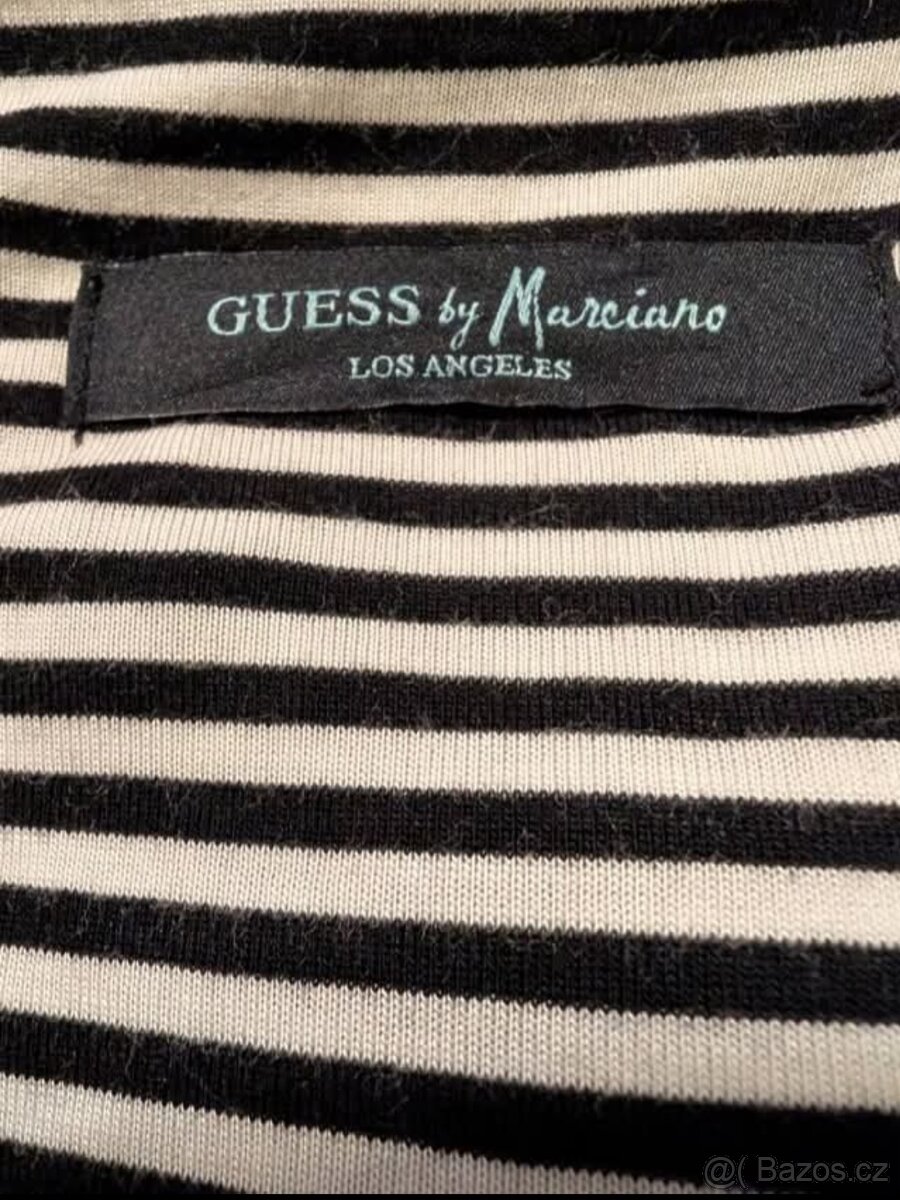 GUESS by Marciano
LOS ANGELES
@( Bazos.cz